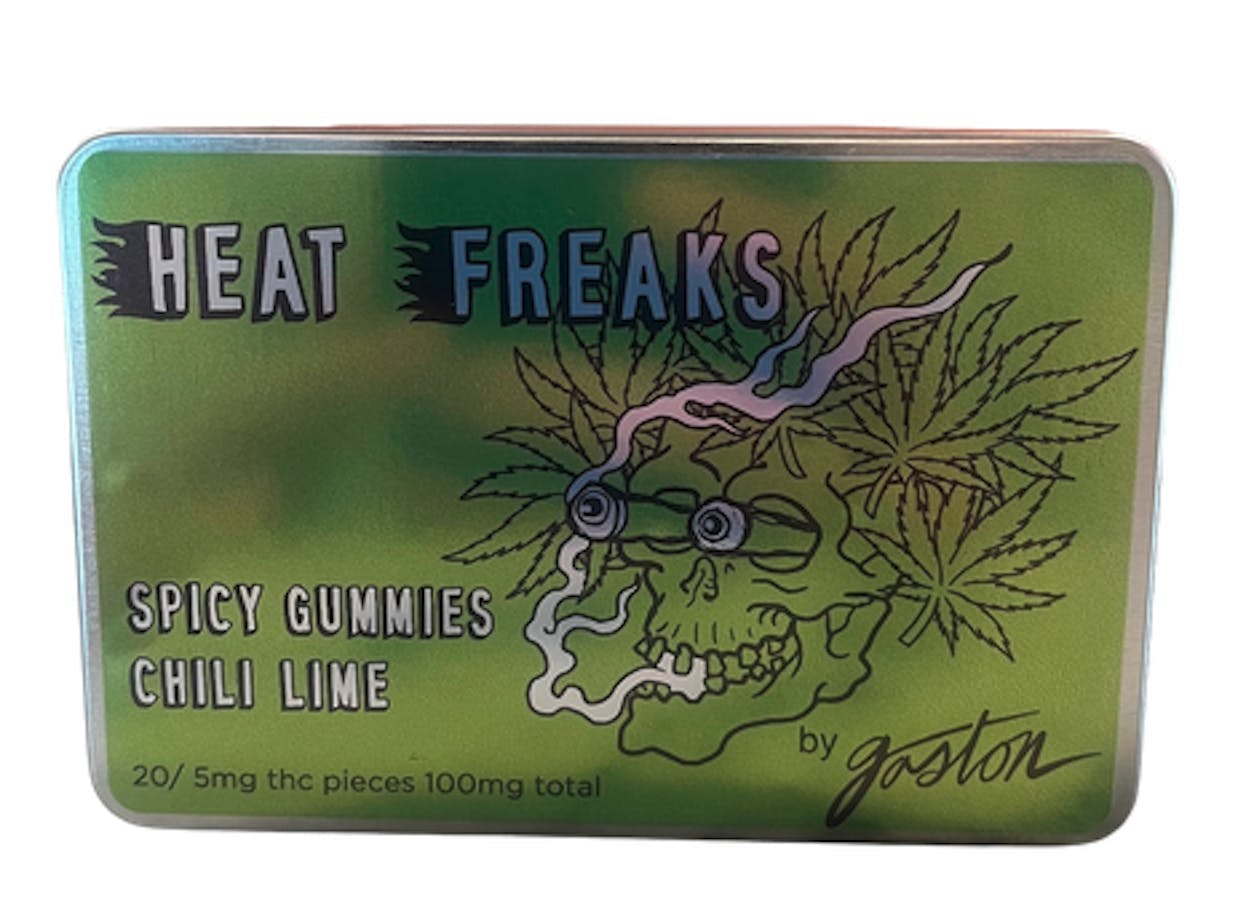 HEAT FREAKS
SPICY GUMMIES
CHILI LIME
by gaston
20/ 5mg thc pieces 100mg total